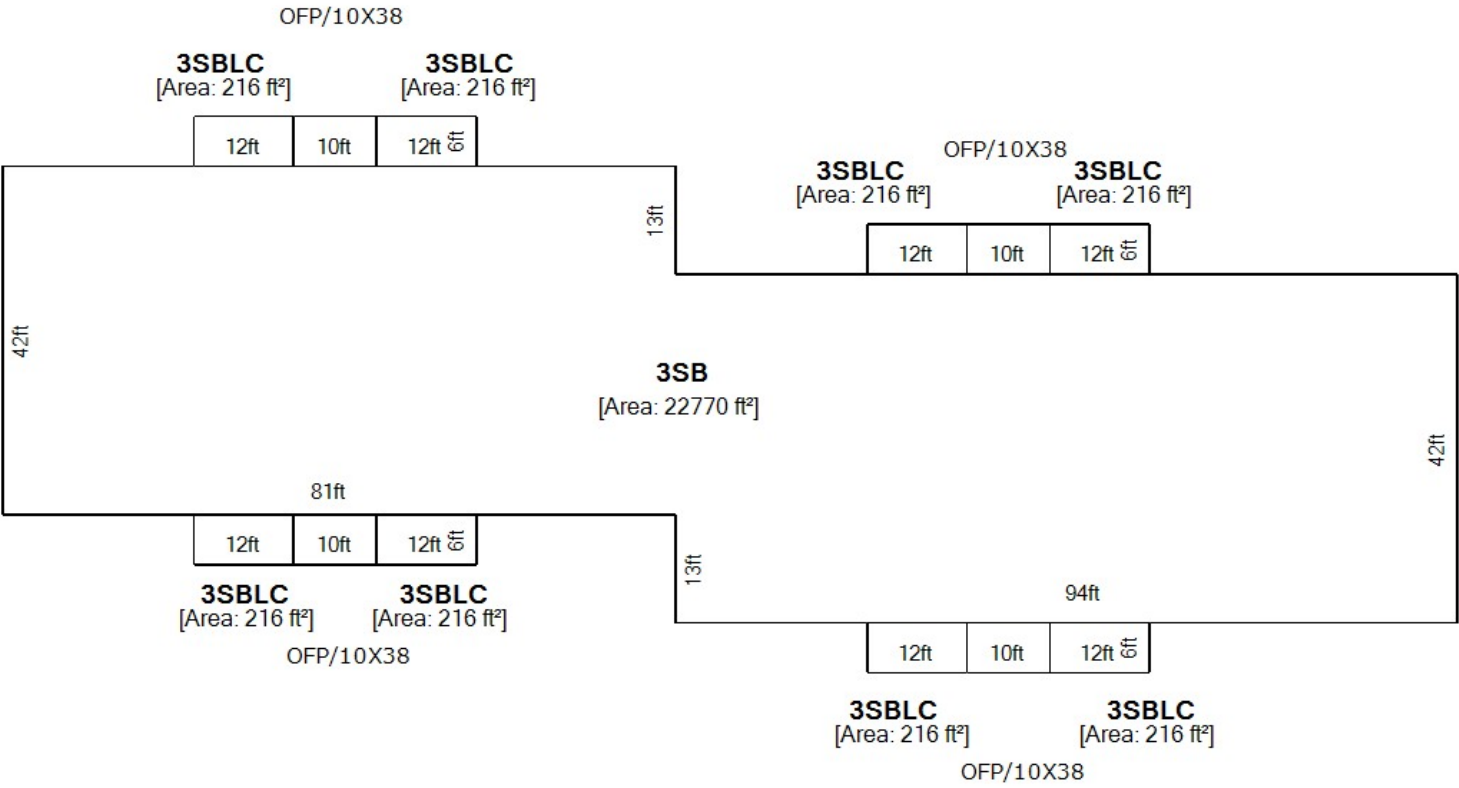 OFP/10X38
3SBLC
[Area: 216 ft²]
3SBLC
[Area: 216 ft²]
12ft
10ft
12ft
6ft
OFP/10X38
3SBLC
[Area: 216 ft²]
3SBLC
[Area: 216 ft²]
13ft
12ft
10ft
12ft
6ft
42ft
3SB
[Area: 22770 ft²]
42ft
81ft
12ft
10ft
12ft
6ft
13ft
3SBLC
[Area: 216 ft²]
3SBLC
[Area: 216 ft²]
OFP/10X38
94ft
12ft
10ft
12ft
6ft
3SBLC
[Area: 216 ft²]
3SBLC
[Area: 216 ft²]
OFP/10X38